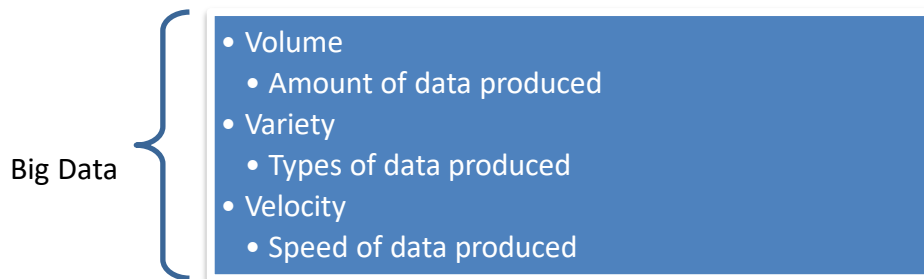 Big Data
• Volume
• Amount of data produced
• Variety
• Types of data produced
• Velocity
• Speed of data produced